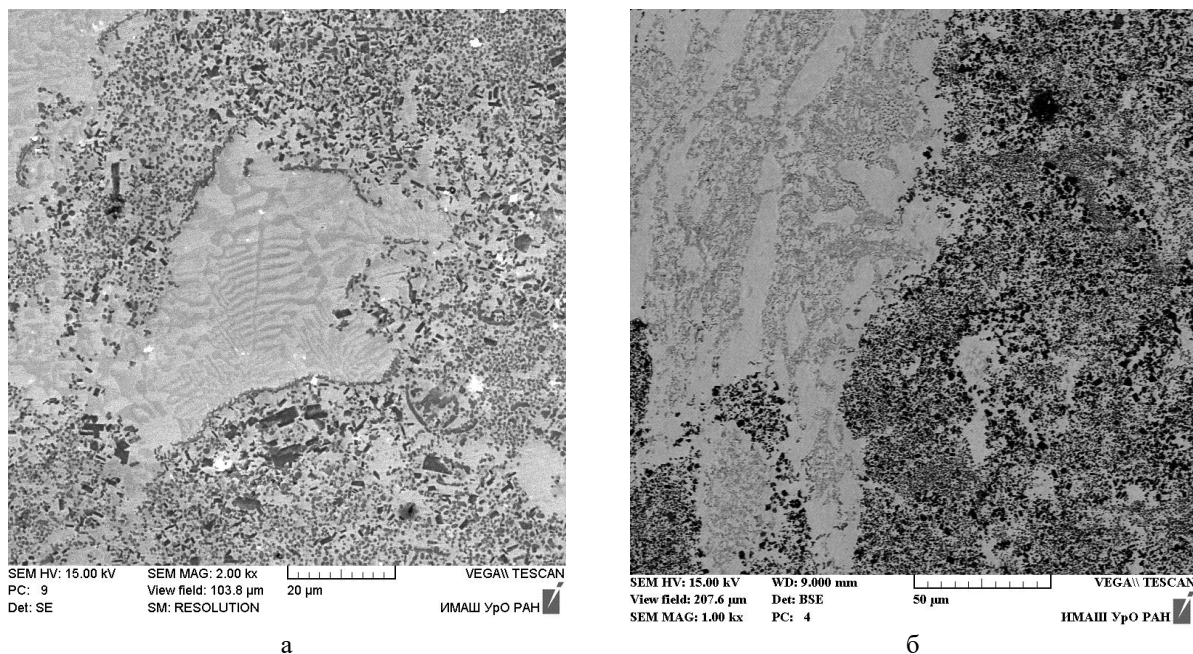 SEM HV: 15.00 kV SEM MAG: 2.00 kx VEGA\\ TESCAN
PC: 9 View field: 103.8 µm 20 µm
Det: SE SM: RESOLUTION ИМАШ УрО РАН
а
SEM HV: 15.00 kV WD: 9.000 mm VEGA\\ TESCAN
View field: 207.6 µm Det: BSE 50 µm
SEM MAG: 1.00 kx PC: 4 ИМАШ УрО РАН
б